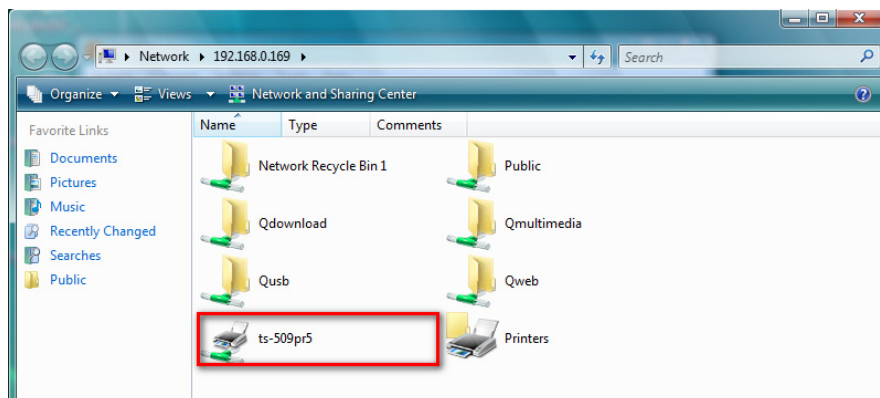 Network ▸ 192.168.0.169 ▸ Search
Organize Views Network and Sharing Center
Favorite Links
Documents
Pictures
Music
Recently Changed
Searches
Public
Name Type Comments
Network Recycle Bin 1 Public
Qdownload Qmultimedia
Qusb Qweb
ts-509pr5 Printers